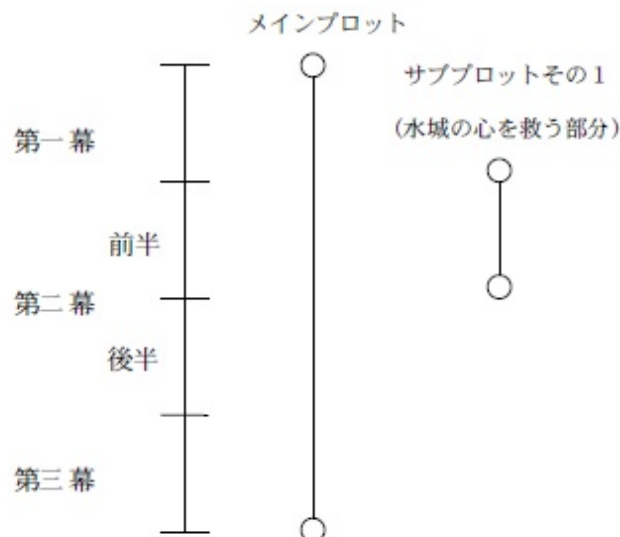 メインプロット
サブプロットその１
(水城の心を救う部分)
第一幕
前半
第二幕
後半
第三幕